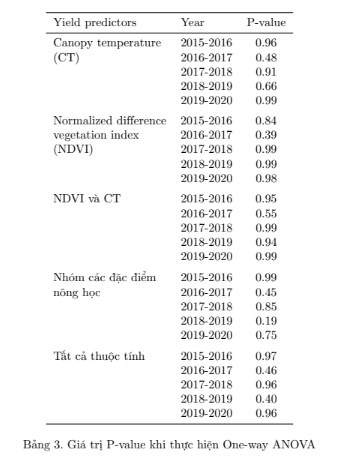 Yield predictors Year P-value
Canopy temperature 2015-2016 0.96
(CT) 2016-2017 0.48
2017-2018 0.91
2018-2019 0.66
2019-2020 0.99
Normalized difference 2015-2016 0.84
vegetation index 2016-2017 0.39
(NDVI) 2017-2018 0.99
2018-2019 0.99
2019-2020 0.98
NDVI và CT 2015-2016 0.95
2016-2017 0.55
2017-2018 0.99
2018-2019 0.94
2019-2020 0.99
Nhóm các đặc điểm 2015-2016 0.99
nông học 2016-2017 0.45
2017-2018 0.85
2018-2019 0.19
2019-2020 0.75
Tất cả thuộc tính 2015-2016 0.97
2016-2017 0.46
2017-2018 0.96
2018-2019 0.40
2019-2020 0.96
Bảng 3. Giá trị P-value khi thực hiện One-way ANOVA